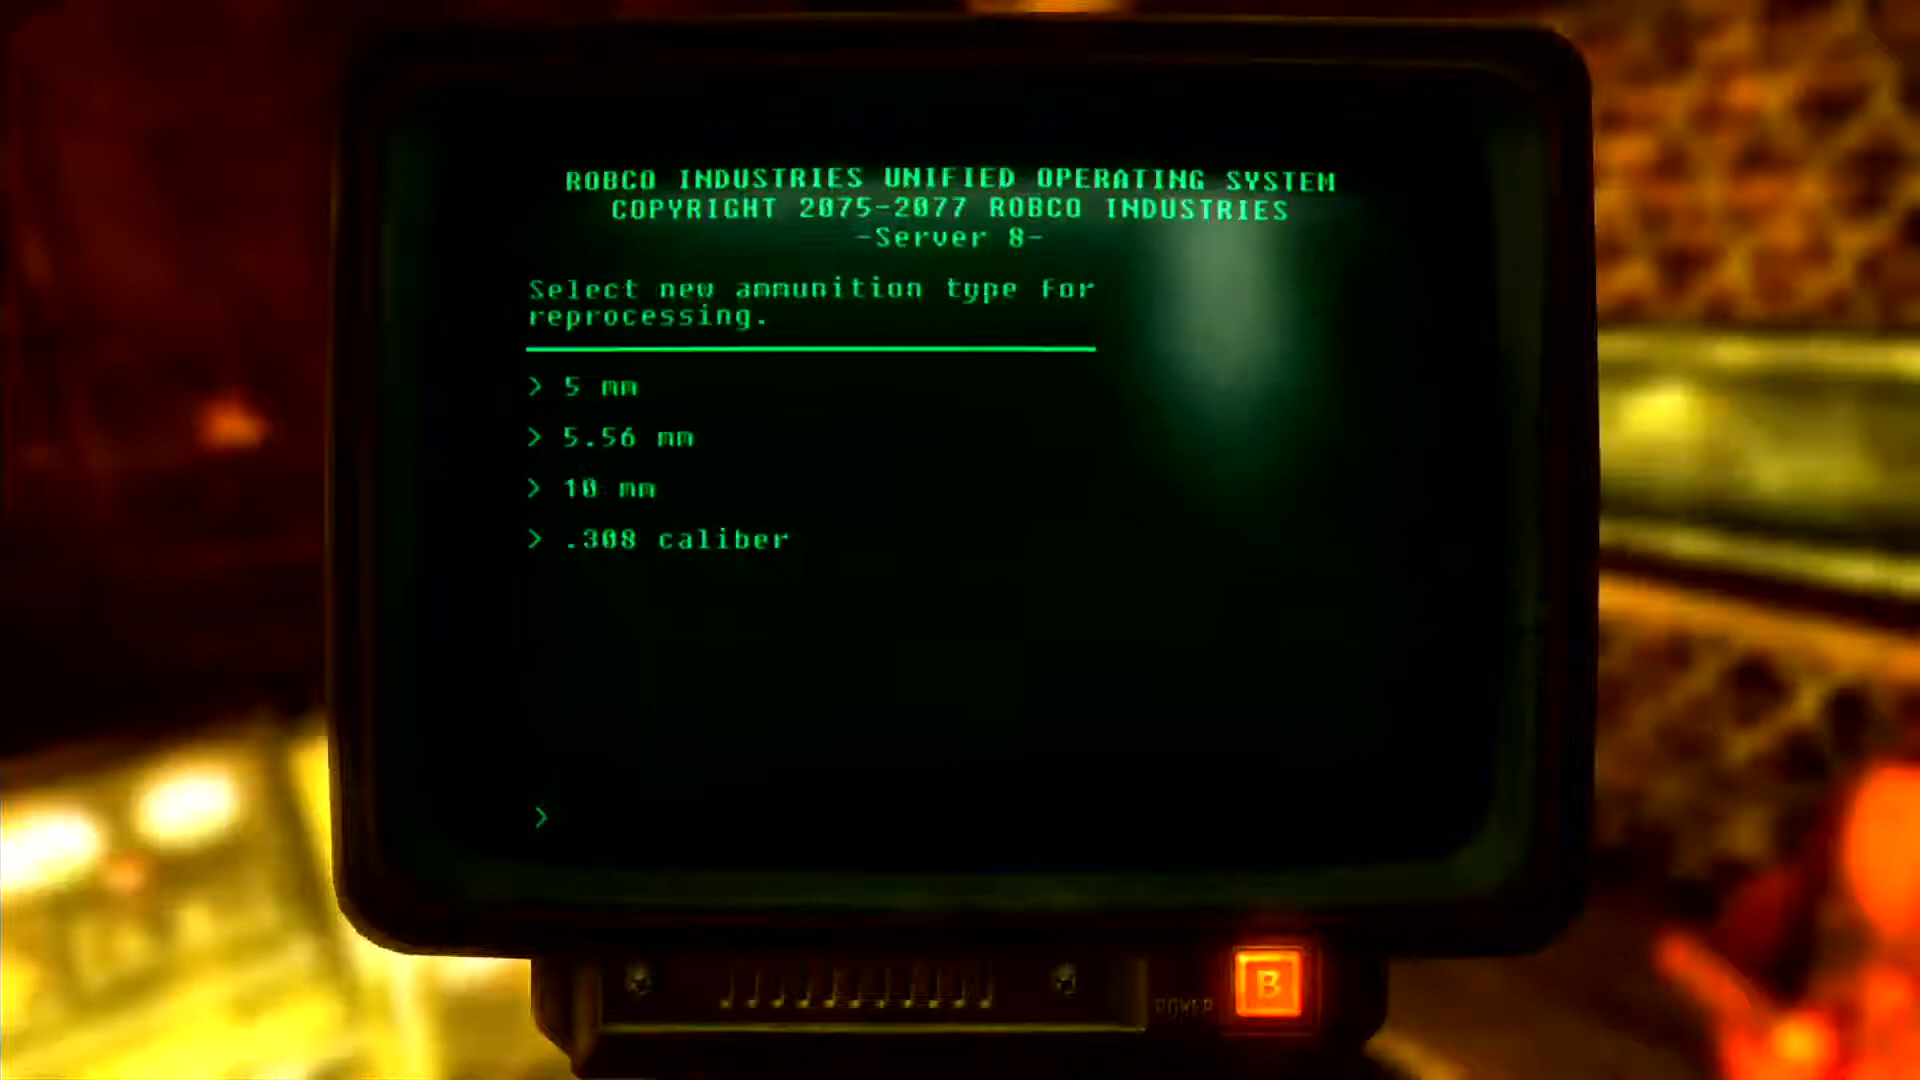 ROBCO INDUSTRIES UNIFIED OPERATING SYSTEM
COPYRIGHT 2075-2077 ROBCO INDUSTRIES
-Server 8-
Select new ammunition type for
reprocessing.
> 5 mm
> 5.56 mm
> 10 mm
> .308 caliber
>
POWER
B